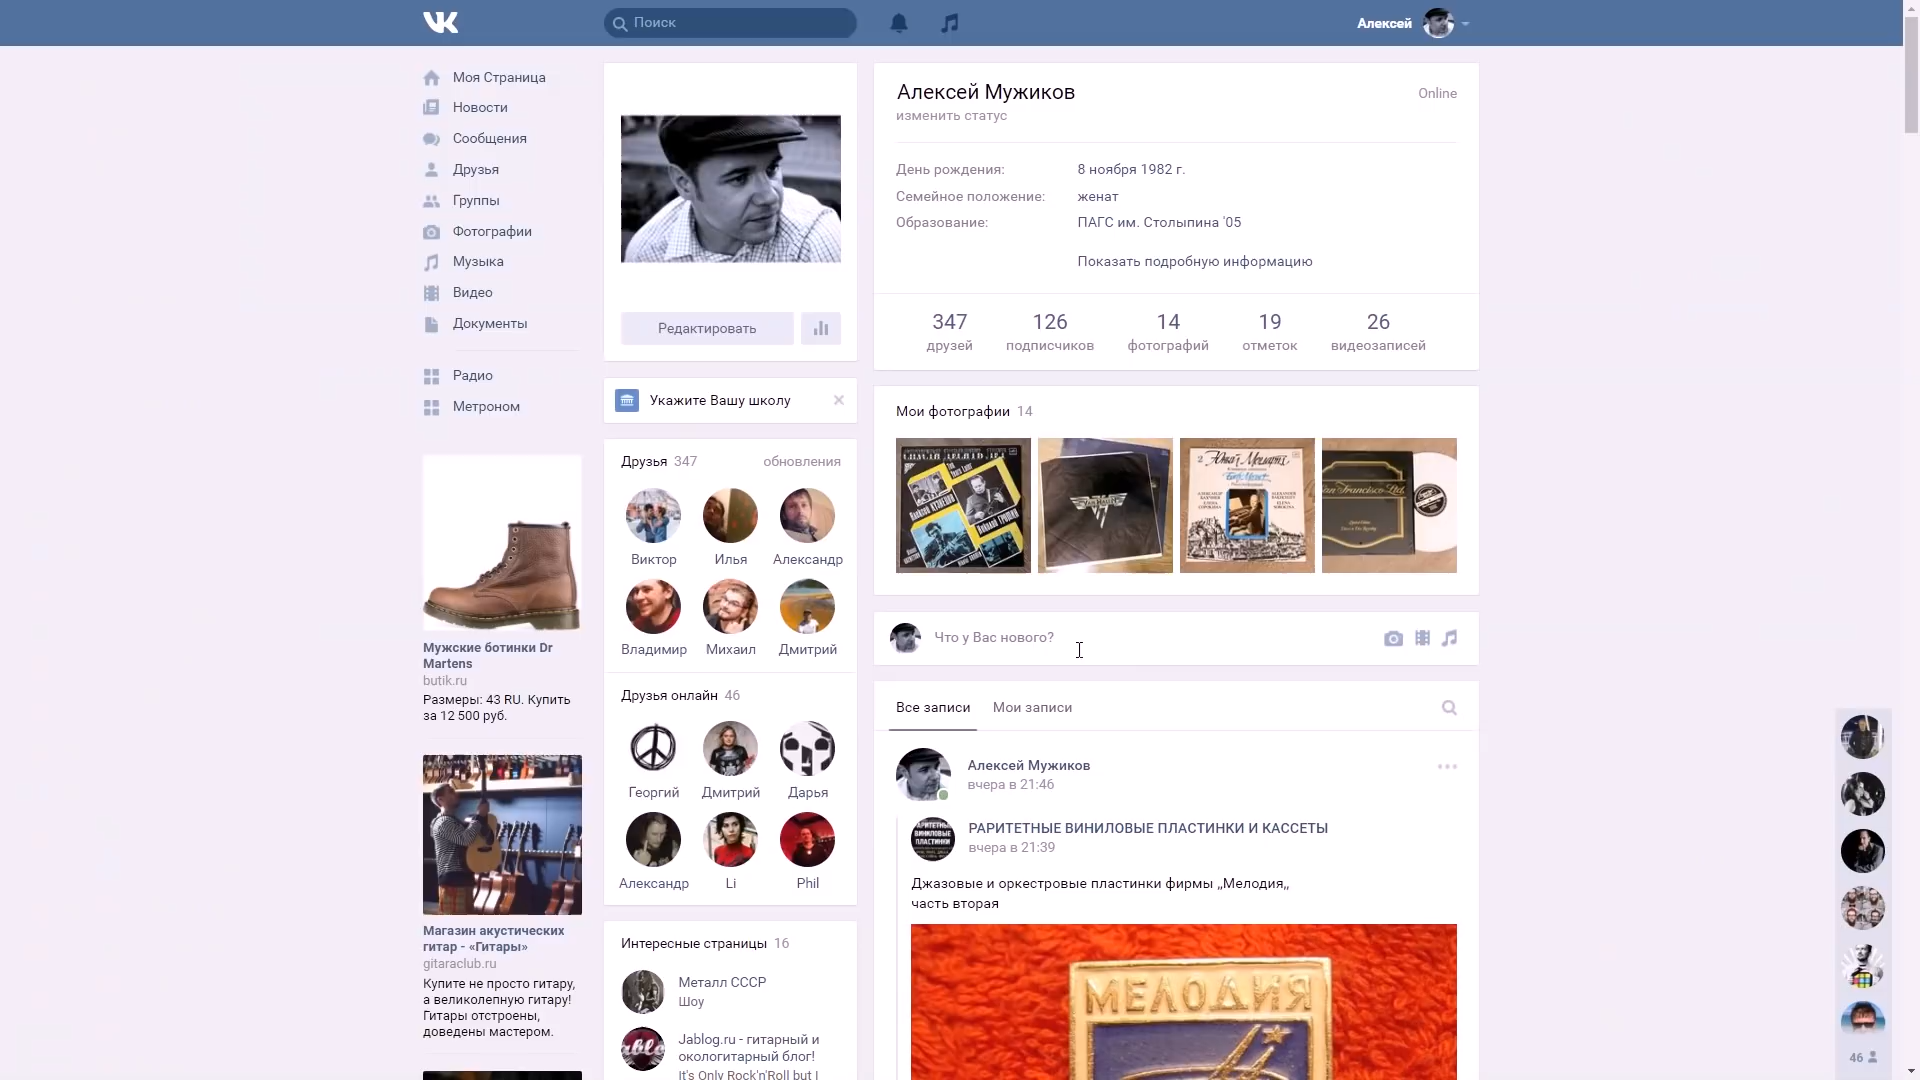 Поиск
Алексей
Моя Страница
Новости
Сообщения
Друзья
Группы
Фотографии
Музыка
Видео
Документы
Радио
Метроном
Мужские ботинки Dr
Martens
butik.ru
Размеры: 43 RU. Купить
за 12 500 руб.
Магазин акустических
гитар - «Гитары»
gitaraclub.ru
Купите не просто гитару,
а великолепную гитару!
Гитары отстроены,
доведены мастером.
Редактировать
Укажите Вашу школу
Друзья 347
обновления
Виктор
Илья
Александр
Владимир
Михаил
Дмитрий
Друзья онлайн 46
Георгий
Дмитрий
Дарья
Александр
Li
Phil
Интересные страницы 16
Металл СССР
Шоу
Jablog.ru - гитарный и
окологитарный блог!
It's Only Rock'n'Roll but I
Алексей Мужиков
Online
изменить статус
День рождения: 8 ноября 1982 г.
Семейное положение: женат
Образование: ПАГС им. Столыпина '05
Показать подробную информацию
347 друзей
126 подписчиков
14 фотографий
19 отметок
26 видеозаписей
Мои фотографии 14
Что у Вас нового?
Все записи
Мои записи
Алексей Мужиков
вчера в 21:46
РАРИТЕТНЫЕ ВИНИЛОВЫЕ ПЛАСТИНКИ И КАССЕТЫ
вчера в 21:39
Джазовые и оркестровые пластинки фирмы ,,Мелодия,,
часть вторая
МЕЛОДИЯ
46